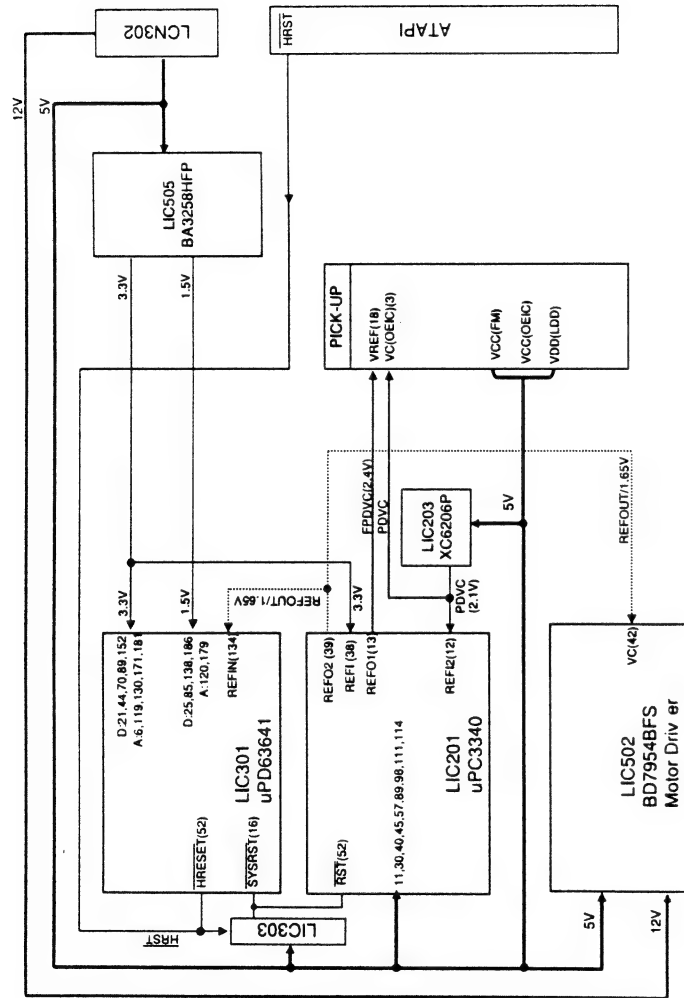 12V
5V
LCN302
HRST
ATAPI
LIC505
BA3258HFP
3.3V
1.5V
PICK-UP
VREF(18)
VC(OEIC)(3)
VCC(FM)
VCC(OEIC)
VDD(LDD)
FPDVC(2.4V)
PDVC
LIC203
XC6206P
5V
REFOUT/1.65V
PDVC
(2.1V)
3.3V
1.5V
REFOUT/1.65V
3.3V
D:21,44,70,89,152
A:6,119,130,171,181
D:25,85,138,186
A:120,179
REFIN(134)
LIC301
uPD63641
HRESET(52)
SYSRST(16)
REFO2 (39)
REFI (38)
REFO1(13)
REFI2(12)
LIC201
uPC3340
RST(52)
11,30,40,45,57,89,98,111,114
VC(42)
LIC502
BD7954BFS
Motor Driv er
HRST
LIC303
5V
12V